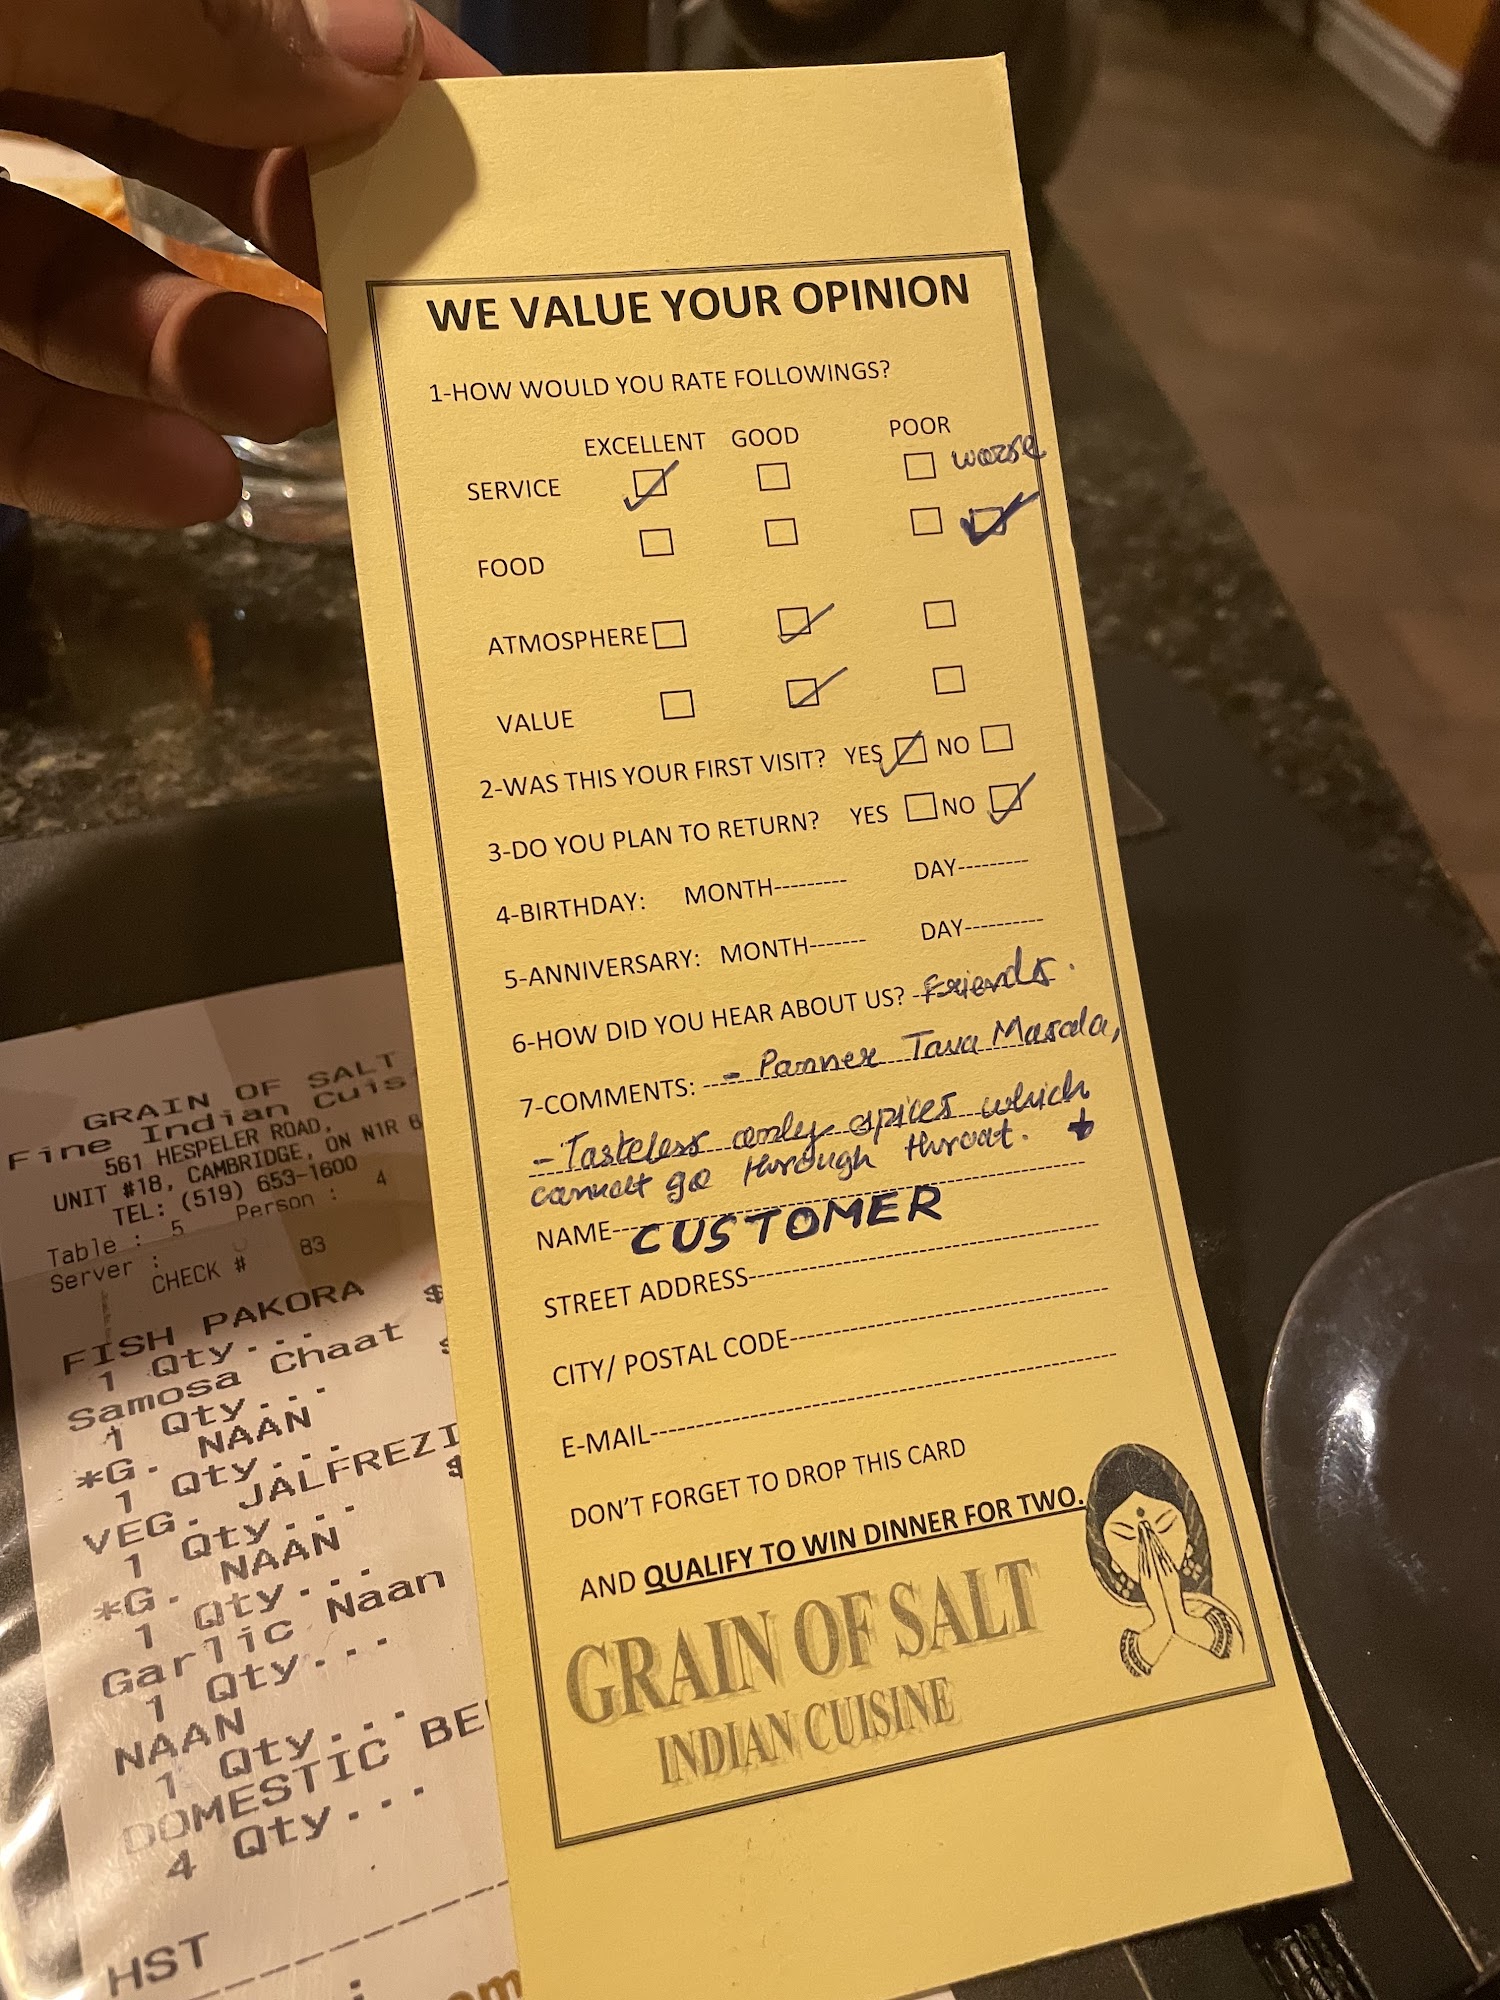 WE VALUE YOUR OPINION
1-HOW WOULD YOU RATE FOLLOWINGS?
EXCELLENT GOOD POOR worse
SERVICE
FOOD
ATMOSPHERE
VALUE
2-WAS THIS YOUR FIRST VISIT? YES NO
3-DO YOU PLAN TO RETURN? YES NO
4-BIRTHDAY: MONTH--------- DAY---------
5-ANNIVERSARY: MONTH------- DAY----------
6-HOW DID YOU HEAR ABOUT US? Friends.
7-COMMENTS: - Panner Tava Masala,
- Tasteless only spices which
cannot go through throat.
NAME-- CUSTOMER
STREET ADDRESS
CITY/ POSTAL CODE
E-MAIL
DON'T FORGET TO DROP THIS CARD
AND QUALIFY TO WIN DINNER FOR TWO.
GRAIN OF SALT
INDIAN CUISINE
GRAIN OF SALT
Fine Indian Cuis
561 HESPELER ROAD,
UNIT #18, CAMBRIDGE, ON N1R
TEL: (519) 653-1600
Table : 5 Person : 4
Server :
CHECK # 83
FISH PAKORA $
1 Qty...
Samosa Chaat
1 Qty...
*G. NAAN
1 Qty...
VEG. JALFREZI $
1 Qty...
*G. NAAN
1 Qty...
Garlic Naan
1 Qty...
NAAN
1 Qty...
DOMESTIC BE
4 Qty...
HST